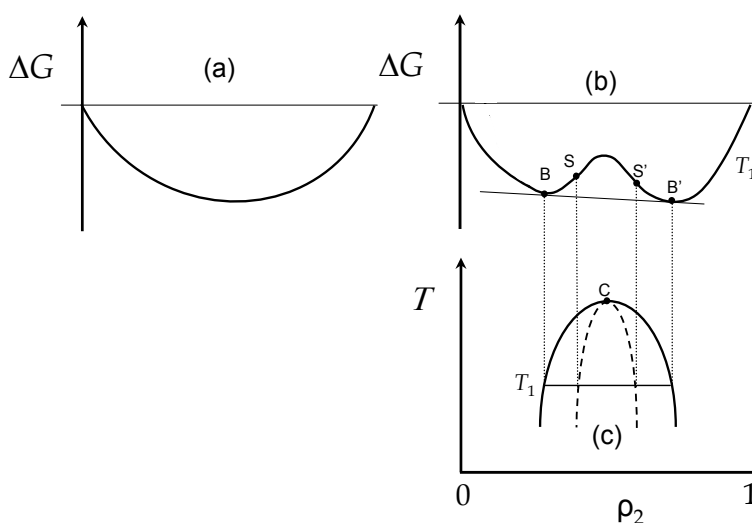 ΔG
(a)
ΔG
(b)
B
S
S'
B'
T₁
T
C
T₁
(c)
0
ρ₂
1